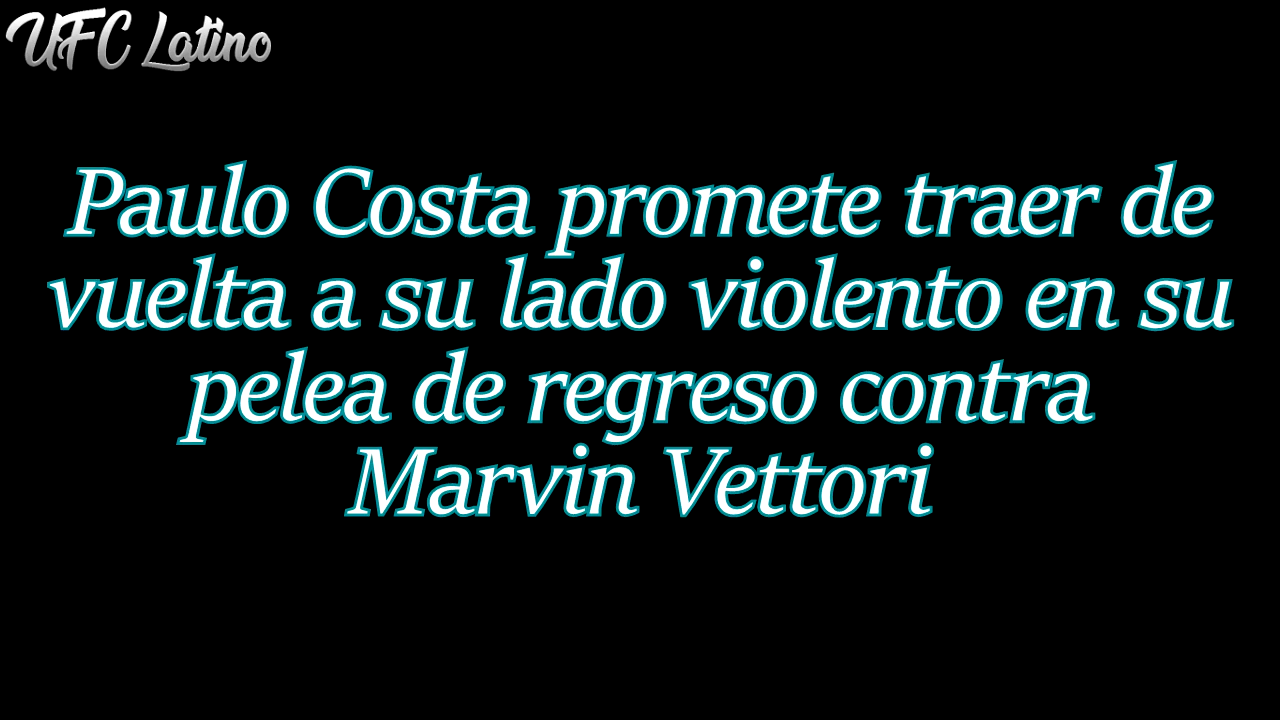 UFC Latino
Paulo Costa promete traer de
vuelta a su lado violento en su
pelea de regreso contra
Marvin Vettori